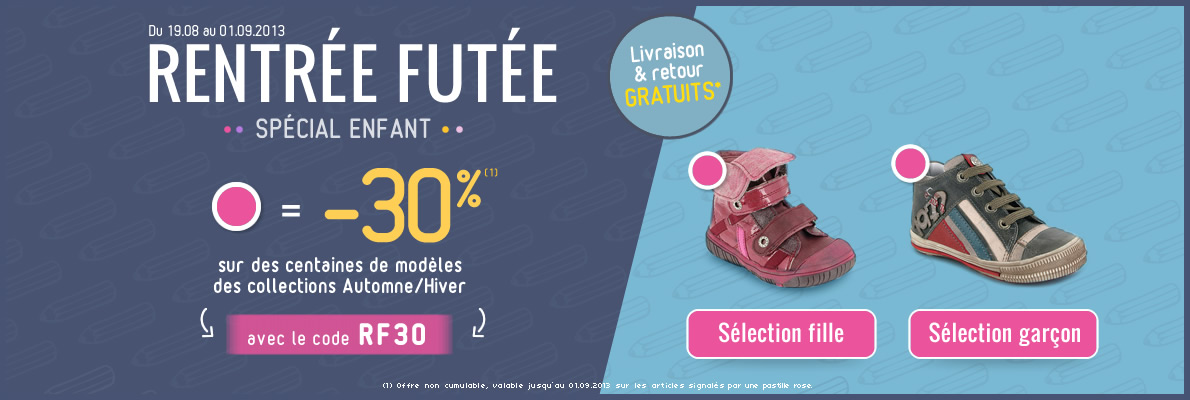 Du 19.08 au 01.09.2013
RENTRÉE FUTÉE
SPÉCIAL ENFANT
= -30%(1)
sur des centaines de modèles
des collections Automne/Hiver
avec le code RF30
Livraison
& retour
GRATUITS*
Sélection fille
Sélection garçon
(1) Offre non cumulable, valable jusqu'au 01.09.2013 sur les articles signalés par une pastille rose.